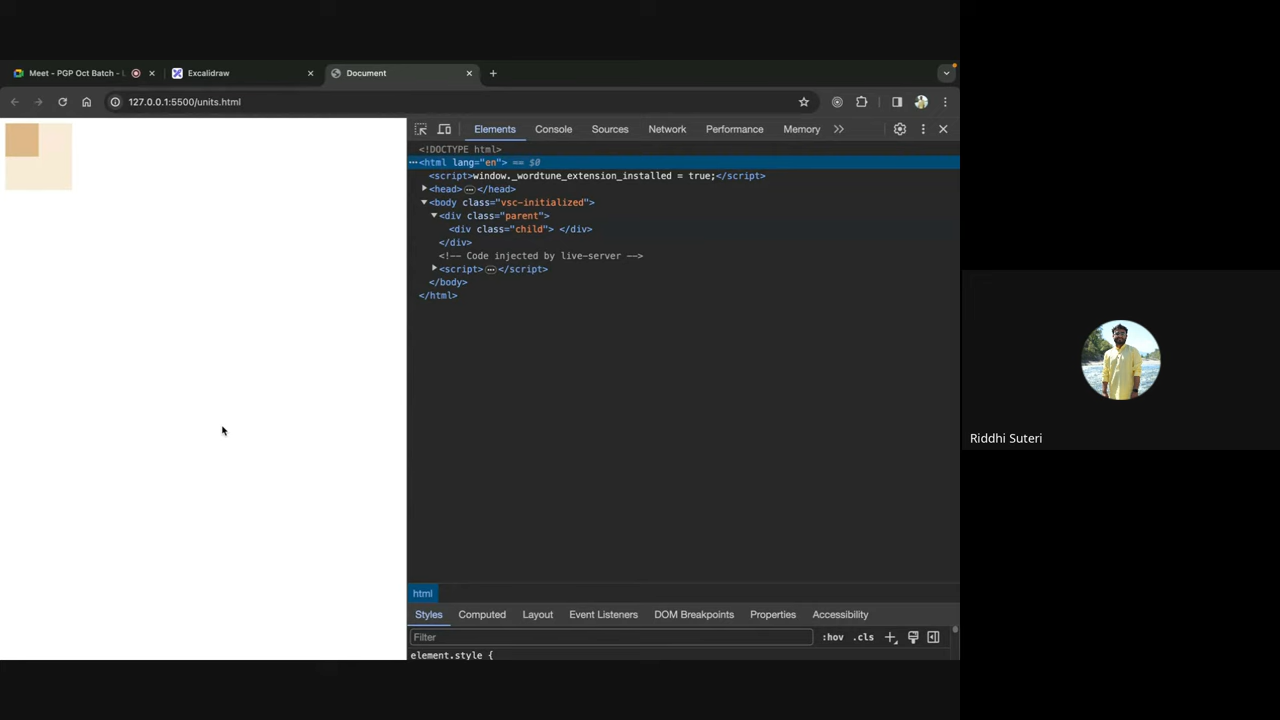 Meet - PGP Oct Batch -
Excalidraw
Document
127.0.0.1:5500/units.html
Elements
Console
Sources
Network
Performance
Memory
<!DOCTYPE html>
<html lang="en"> == $0
<script>window._wordtune_extension_installed = true;</script>
<head> ... </head>
<body class="vsc-initialized">
<div class="parent">
<div class="child"> </div>
</div>
<!-- Code injected by live-server -->
<script> ... </script>
</body>
</html>
html
Styles
Computed
Layout
Event Listeners
DOM Breakpoints
Properties
Accessibility
Filter
:hov
.cls
element.style {
Riddhi Suteri